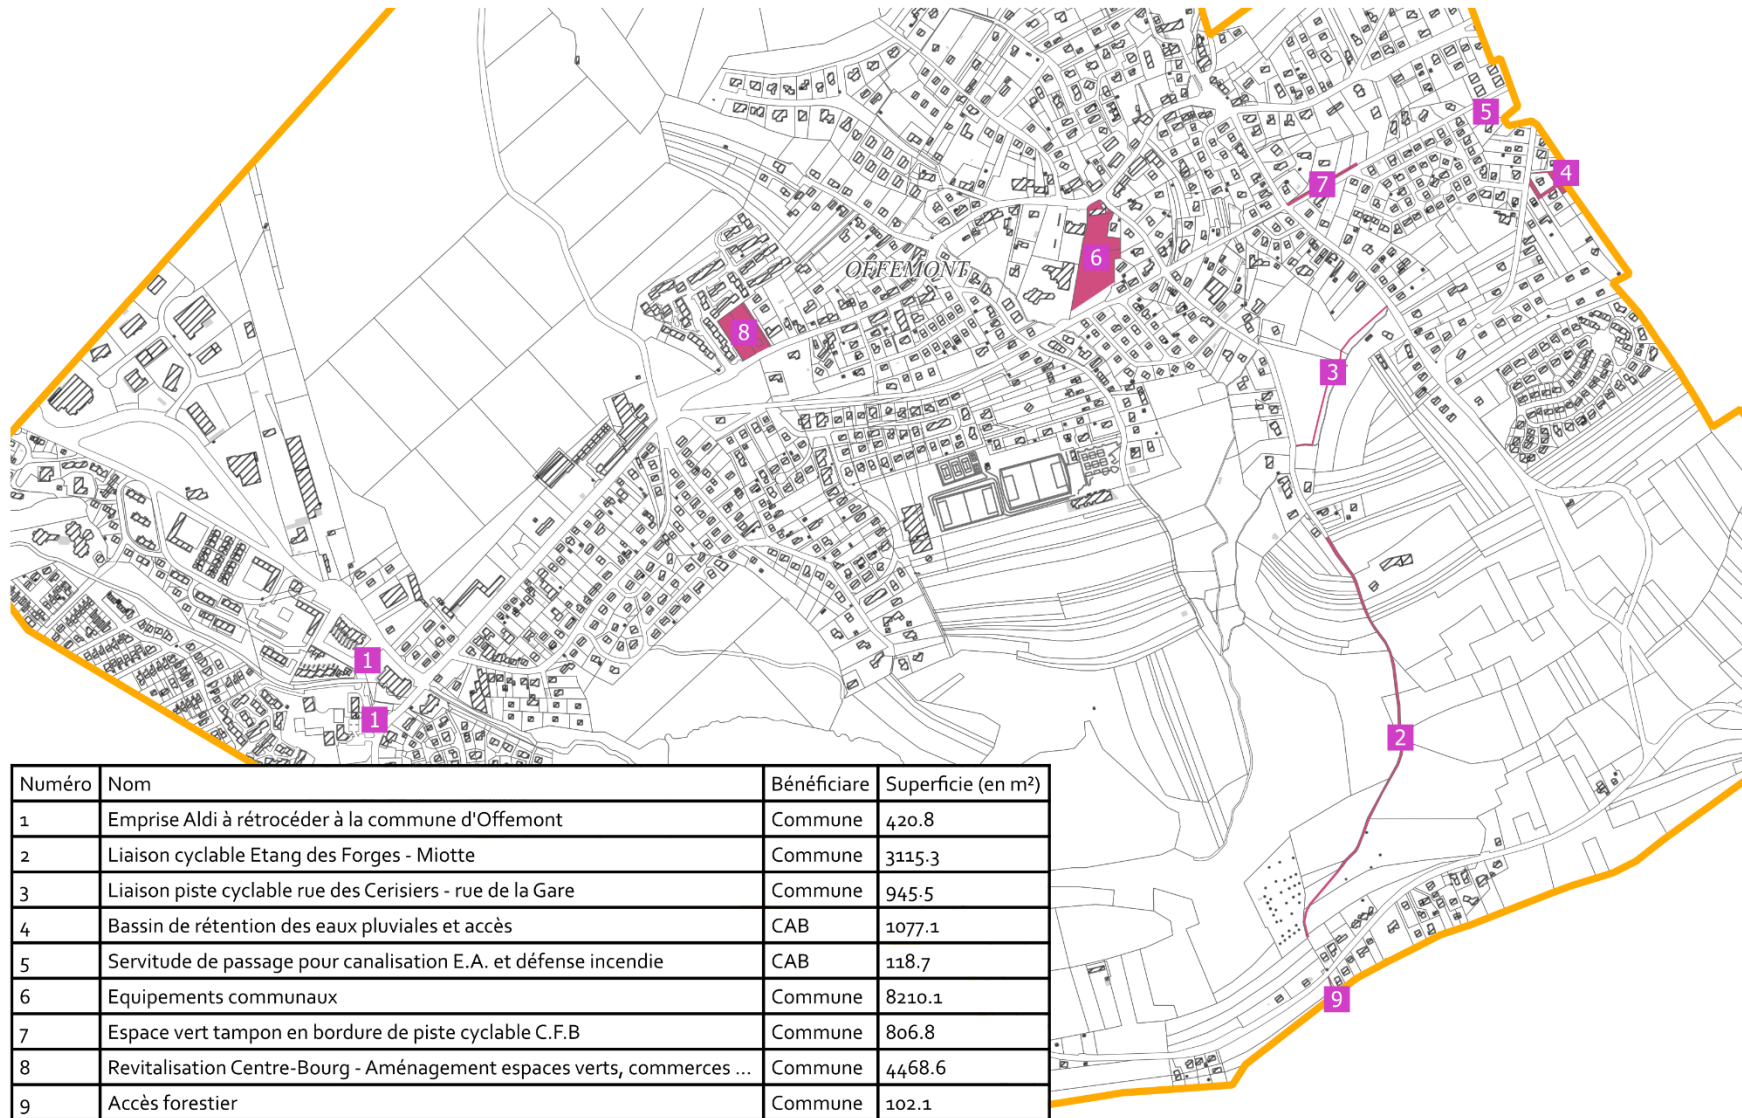 5
4
7
6
OFFEMONT
8
3
1
1
2
Numéro Nom Bénéficiare Superficie (en m²)
1 Emprise Aldi à rétrocéder à la commune d'Offemont Commune 420.8
2 Liaison cyclable Etang des Forges - Miotte Commune 3115.3
3 Liaison piste cyclable rue des Cerisiers - rue de la Gare Commune 945.5
4 Bassin de rétention des eaux pluviales et accès CAB 1077.1
5 Servitude de passage pour canalisation E.A. et défense incendie CAB 118.7
6 Equipements communaux Commune 8210.1
7 Espace vert tampon en bordure de piste cyclable C.F.B Commune 806.8
8 Revitalisation Centre-Bourg - Aménagement espaces verts, commerces ... Commune 4468.6
9 Accès forestier Commune 102.1
9